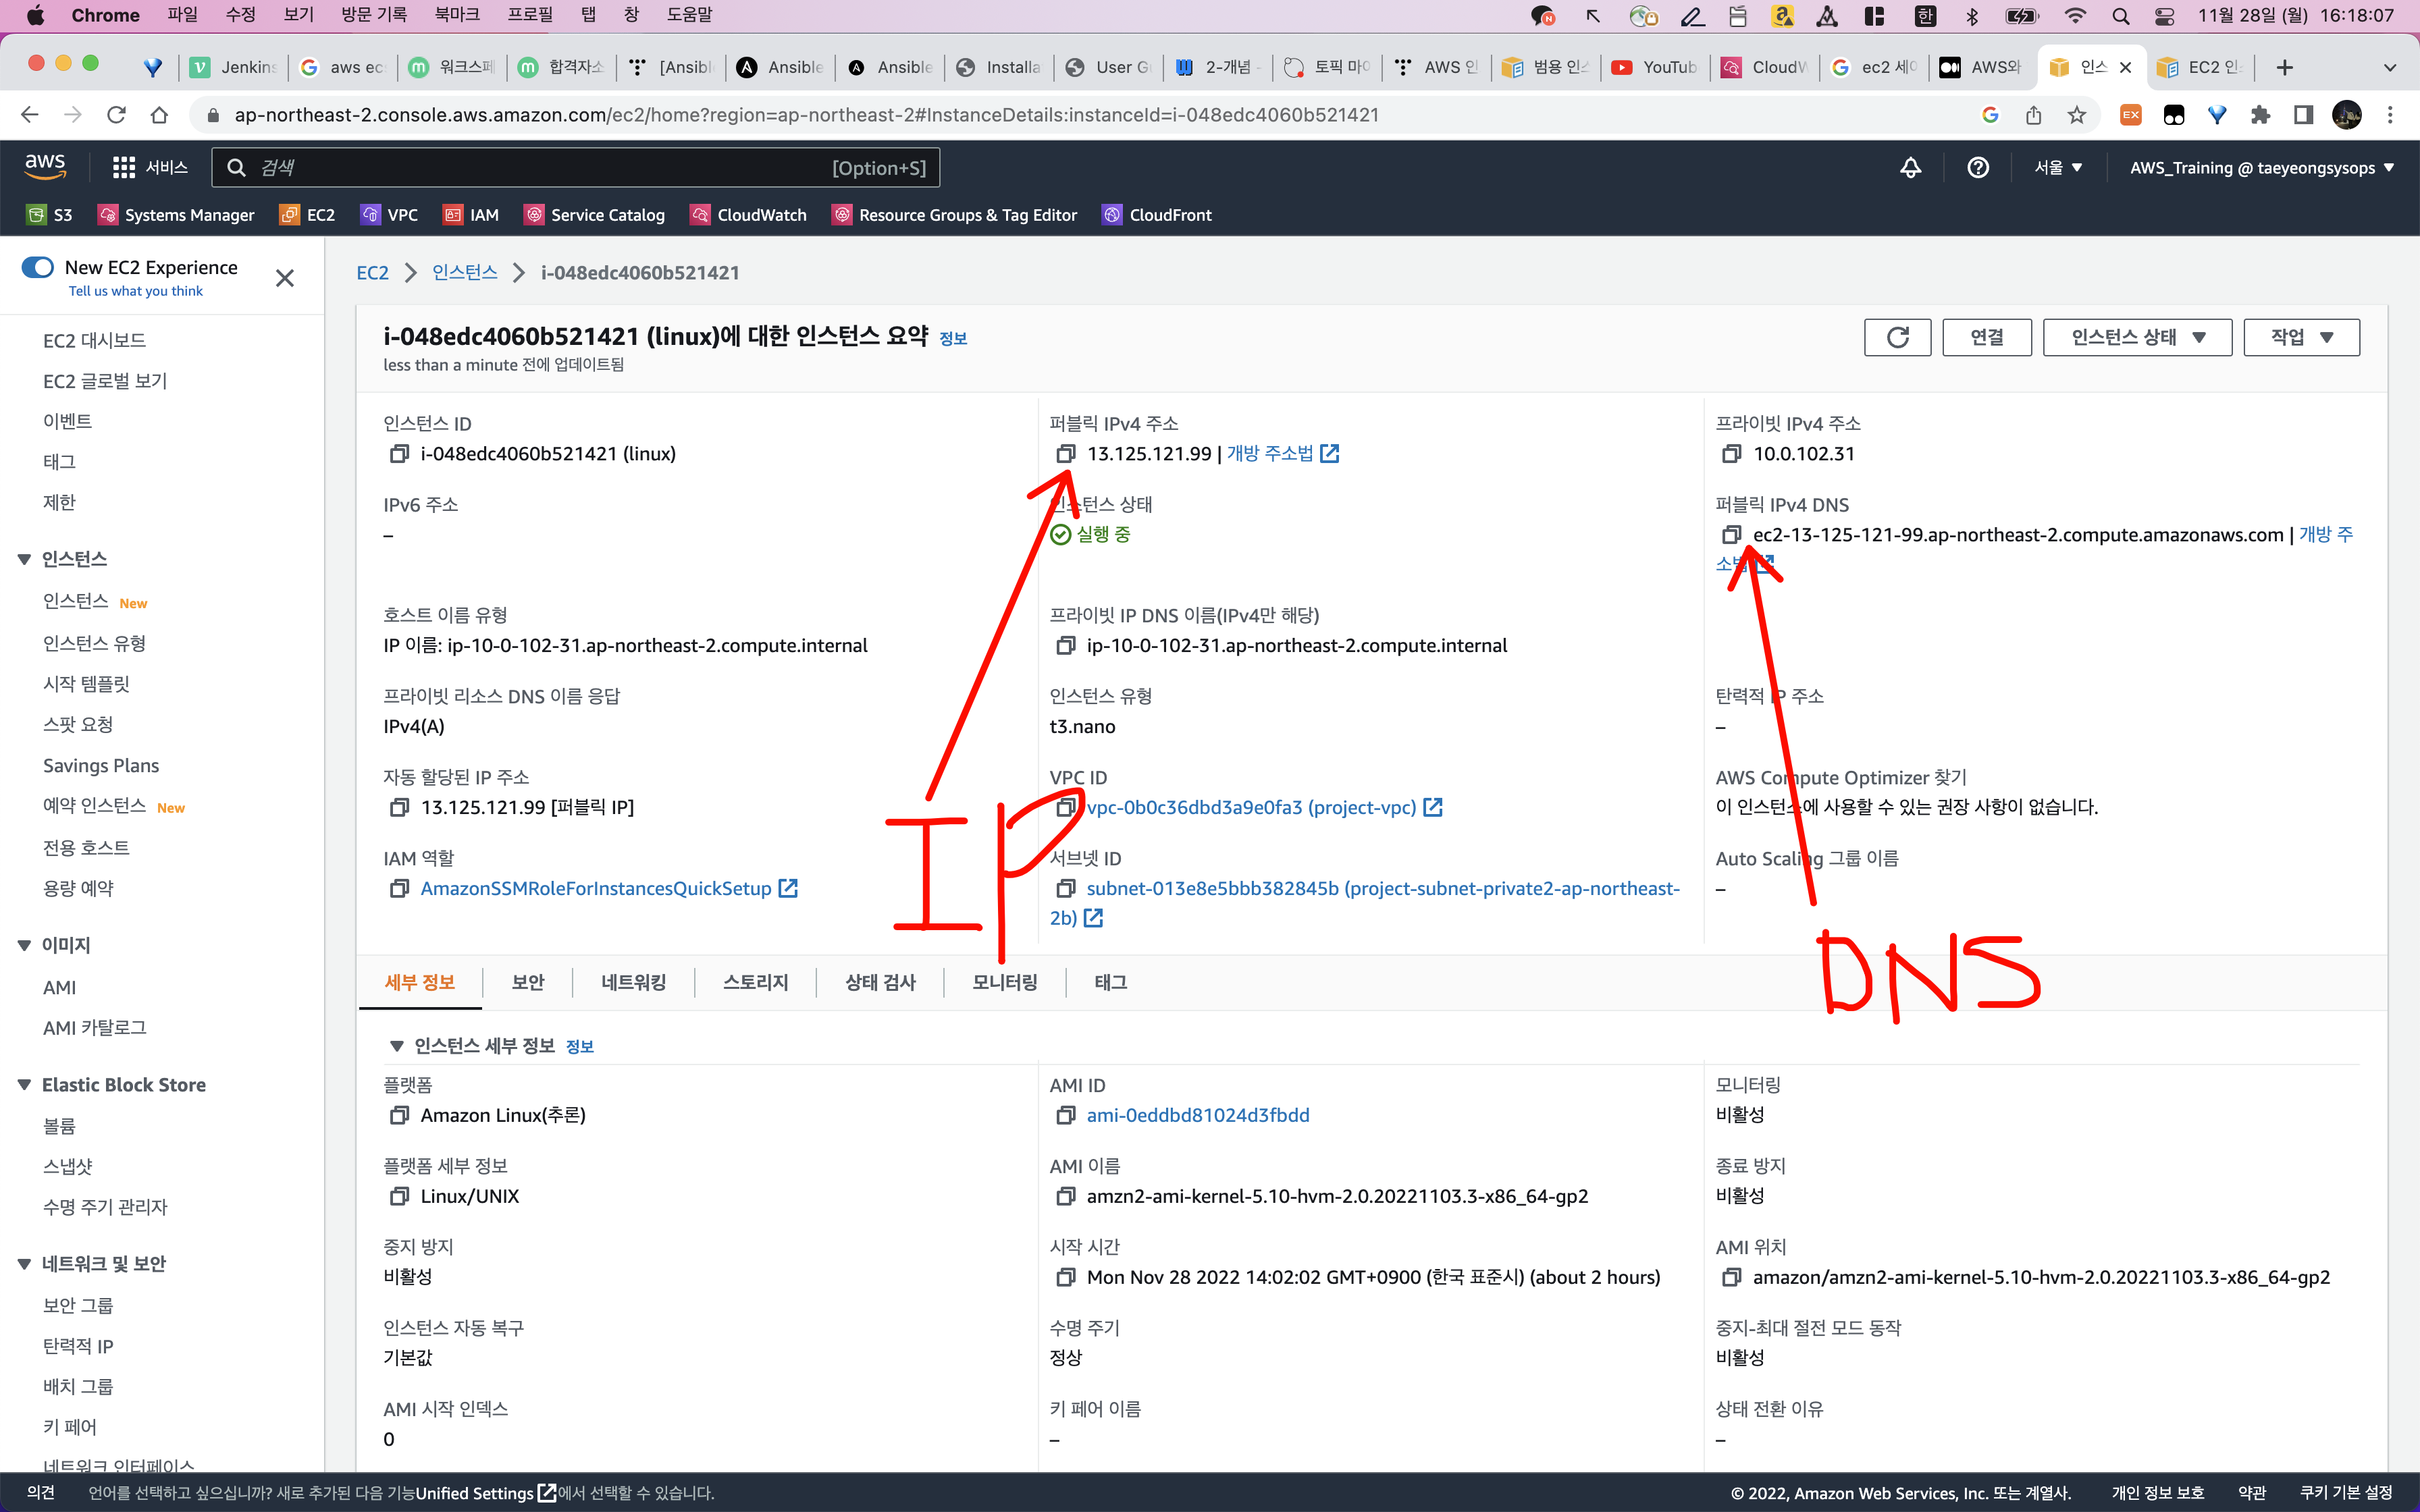 Chrome 파일 수정 보기 방문 기록 북마크 프로필 탭 창 도움말 한 11월 28일 (월) 16:18:07
Jenkins aws ec 워크스페 합격자소 [Ansibl Ansible Ansible Installa User G 2-개념 - 토픽 마이 AWS 인 범용 인스 YouTub CloudW ec2 세이 AWS와 인스 EC2 인
ap-northeast-2.console.aws.amazon.com/ec2/home?region=ap-northeast-2#InstanceDetails:instanceId=i-048edc4060b521421
aws 서비스 검색 [Option+S] 서울 AWS_Training @ taeyeongsysops
S3 Systems Manager EC2 VPC IAM Service Catalog CloudWatch Resource Groups & Tag Editor CloudFront
New EC2 Experience
Tell us what you think
EC2 대시보드
EC2 글로벌 보기
이벤트
태그
제한
인스턴스
인스턴스 New
인스턴스 유형
시작 템플릿
스팟 요청
Savings Plans
예약 인스턴스 New
전용 호스트
용량 예약
이미지
AMI
AMI 카탈로그
Elastic Block Store
볼륨
스냅샷
수명 주기 관리자
네트워크 및 보안
보안 그룹
탄력적 IP
배치 그룹
키 페어
네트워크 인터페이스
EC2 > 인스턴스 > i-048edc4060b521421
i-048edc4060b521421 (linux)에 대한 인스턴스 요약 정보
less than a minute 전에 업데이트됨
연결 인스턴스 상태 작업
인스턴스 ID
i-048edc4060b521421 (linux)
퍼블릭 IPv4 주소
13.125.121.99 | 개방 주소법
프라이빗 IPv4 주소
10.0.102.31
IPv6 주소
–
인스턴스 상태
실행 중
퍼블릭 IPv4 DNS
ec2-13-125-121-99.ap-northeast-2.compute.amazonaws.com | 개방 주
소법
호스트 이름 유형
IP 이름: ip-10-0-102-31.ap-northeast-2.compute.internal
프라이빗 IP DNS 이름(IPv4만 해당)
ip-10-0-102-31.ap-northeast-2.compute.internal
프라이빗 리소스 DNS 이름 응답
IPv4(A)
인스턴스 유형
t3.nano
탄력적 IP 주소
–
자동 할당된 IP 주소
13.125.121.99 [퍼블릭 IP]
VPC ID
vpc-0b0c36dbd3a9e0fa3 (project-vpc)
AWS Compute Optimizer 찾기
이 인스턴스에 사용할 수 있는 권장 사항이 없습니다.
IAM 역할
AmazonSSMRoleForInstancesQuickSetup
서브넷 ID
subnet-013e8e5bbb382845b (project-subnet-private2-ap-northeast-
2b)
Auto Scaling 그룹 이름
–
IP
DNS
세부 정보 보안 네트워킹 스토리지 상태 검사 모니터링 태그
인스턴스 세부 정보 정보
플랫폼
Amazon Linux(추론)
AMI ID
ami-0eddbd81024d3fbdd
모니터링
비활성
플랫폼 세부 정보
Linux/UNIX
AMI 이름
amzn2-ami-kernel-5.10-hvm-2.0.20221103.3-x86_64-gp2
종료 방지
비활성
중지 방지
비활성
시작 시간
Mon Nov 28 2022 14:02:02 GMT+0900 (한국 표준시) (about 2 hours)
AMI 위치
amazon/amzn2-ami-kernel-5.10-hvm-2.0.20221103.3-x86_64-gp2
인스턴스 자동 복구
기본값
수명 주기
정상
중지-최대 절전 모드 동작
비활성
AMI 시작 인덱스
0
키 페어 이름
–
상태 전환 이유
–
의견 언어를 선택하고 싶으십니까? 새로 추가된 다음 기능Unified Settings에서 선택할 수 있습니다. © 2022, Amazon Web Services, Inc. 또는 계열사. 개인 정보 보호 약관 쿠키 기본 설정